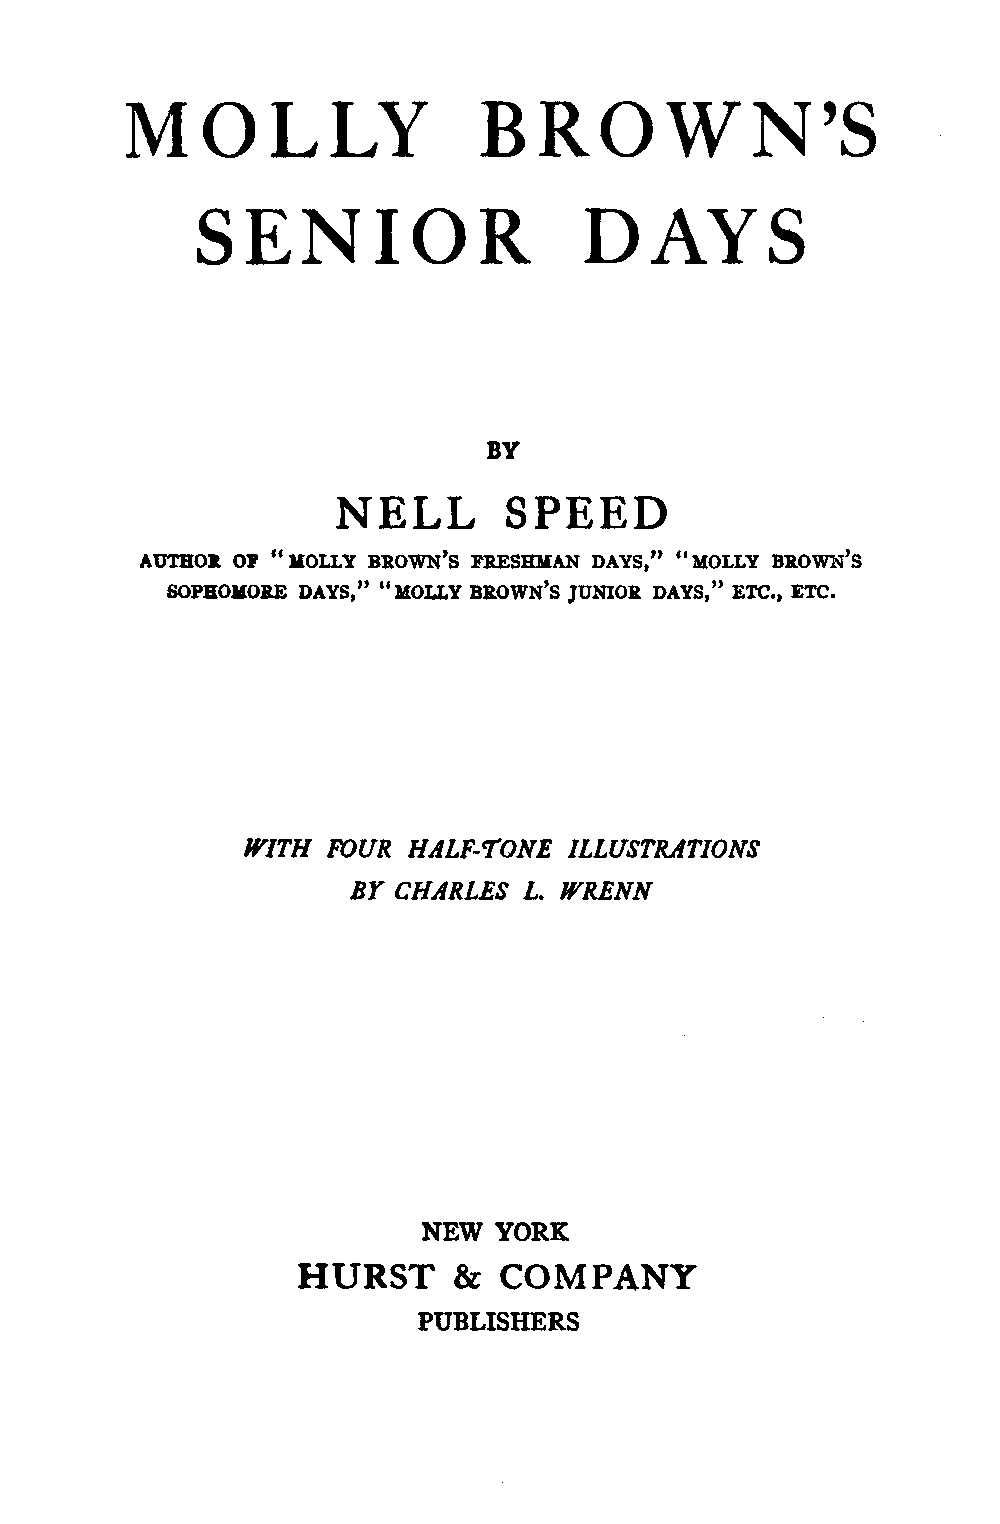 MOLLY BROWN'S
SENIOR DAYS
BY
NELL SPEED
AUTHOR OF "MOLLY BROWN'S FRESHMAN DAYS," "MOLLY BROWN'S
SOPHOMORE DAYS," "MOLLY BROWN'S JUNIOR DAYS," ETC., ETC.
WITH FOUR HALF-TONE ILLUSTRATIONS
BY CHARLES L. WRENN
NEW YORK
HURST & COMPANY
PUBLISHERS